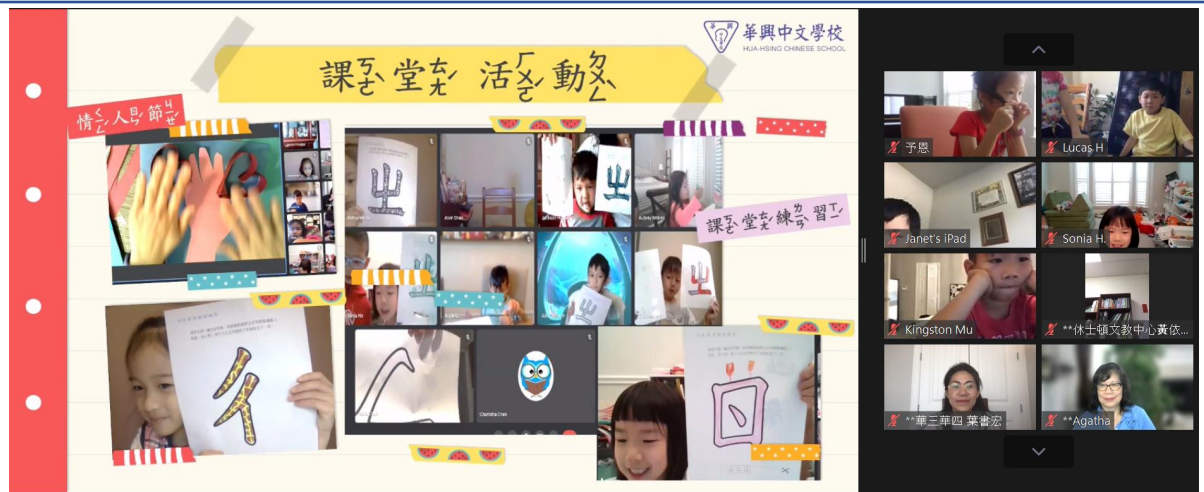 華興中文學校
HUA-HSING CHINESE SCHOOL
課ㄎㄜˋ堂ㄊㄤˊ 活ㄏㄨㄛˊ動ㄉㄨㄥˋ
情ㄑㄧㄥˊ人ㄖㄣˊ節ㄐㄧㄝˊ
課ㄎㄜˋ堂ㄊㄤˊ練ㄌㄧㄢˋ習ㄒㄧˊ
Charlotte Chen
予恩
Lucas H
Janet's iPad
Sonia H.
Kingston Mu
**休士頓文教中心黃依...
**華三華四 葉書宏
**Agatha